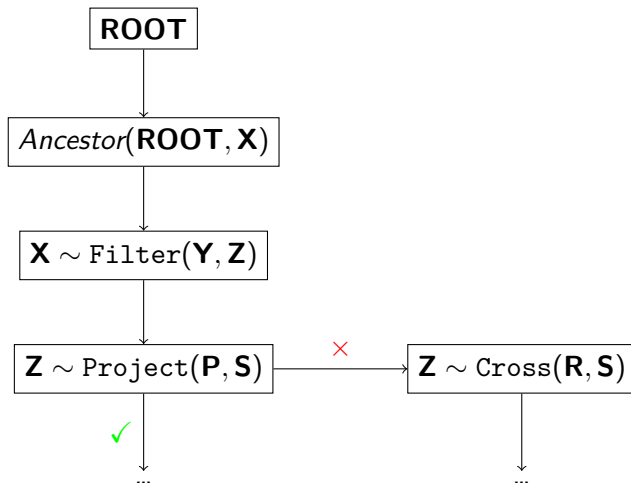 ROOT
Ancestor(ROOT, X)
X ∼ Filter(Y, Z)
Z ∼ Project(P, S)
×
Z ∼ Cross(R, S)
✓
...
...